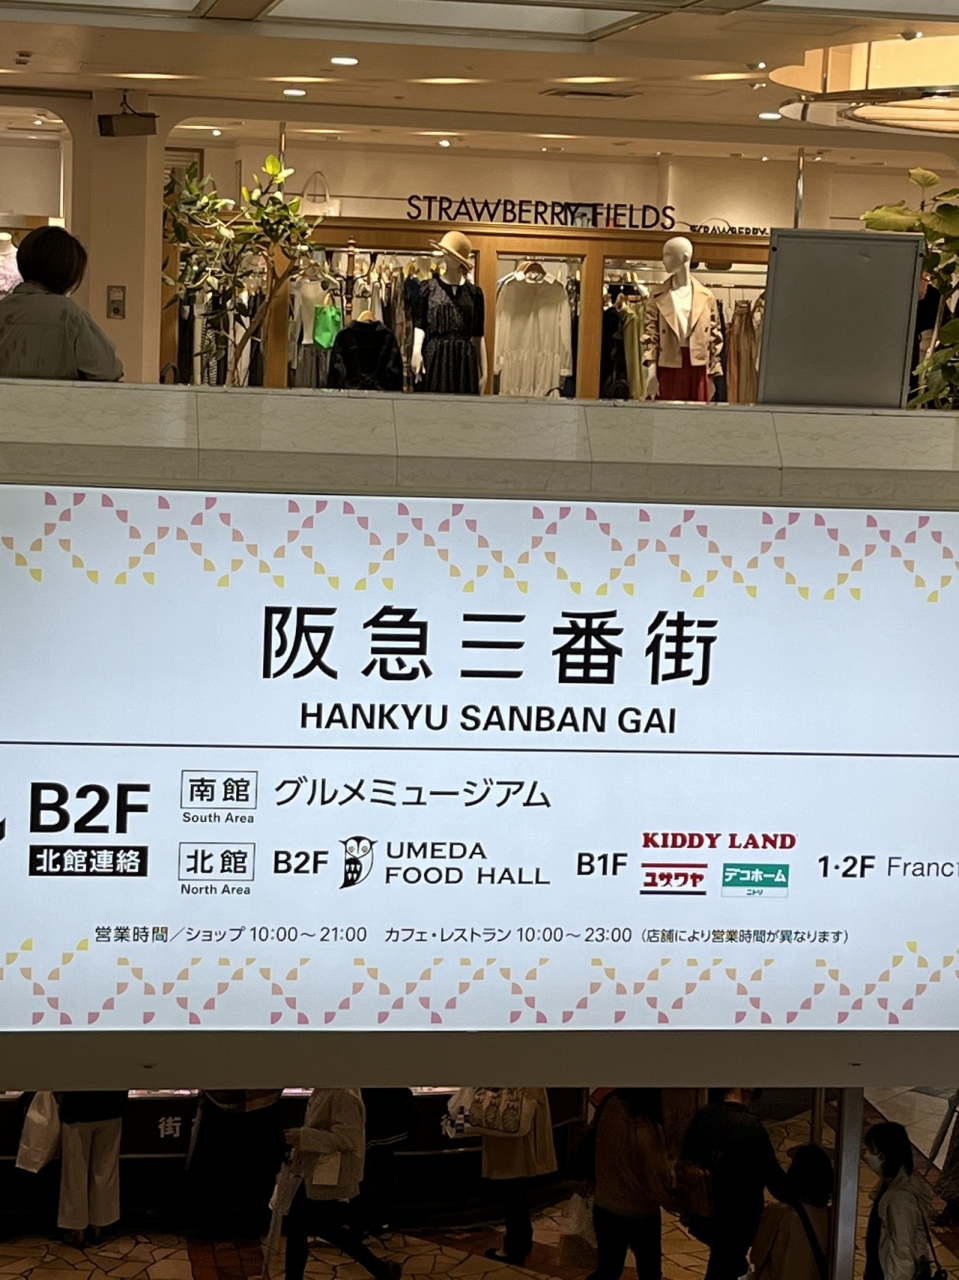 STRAWBERRY-FIELDS
STRAWBERRY-
阪急三番街
HANKYU SANBAN GAI
B2F
北館連絡
南館
South Area
グルメミュージアム
北館
North Area
B2F
UMEDA
FOOD HALL
B1F
KIDDY LAND
ユザワヤ
デコホーム
ニトリ
1・2F Francf
営業時間／ショップ 10:00～21:00 カフェ・レストラン 10:00～23:00 (店舗により営業時間が異なります)
街